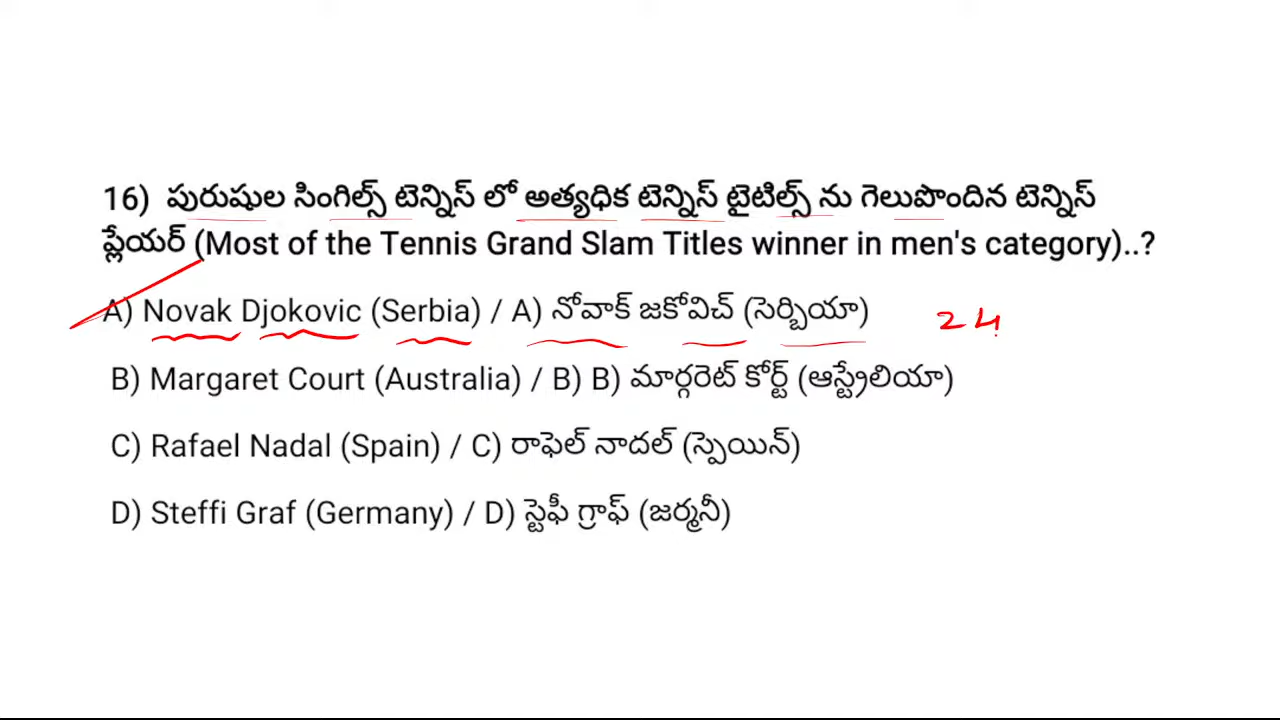 16) పురుషుల సింగిల్స్ టెన్నిస్ లో అత్యధిక టెన్నిస్ టైటిల్స్ ను గెలుపొందిన టెన్నిస్
ప్లేయర్ (Most of the Tennis Grand Slam Titles winner in men's category)..?
A) Novak Djokovic (Serbia) / A) నోవాక్ జకోవిచ్ (సెర్బియా) 24
B) Margaret Court (Australia) / B) B) మార్గరెట్ కోర్ట్ (ఆస్ట్రేలియా)
C) Rafael Nadal (Spain) / C) రాఫెల్ నాదల్ (స్పెయిన్)
D) Steffi Graf (Germany) / D) స్టెఫీ గ్రాఫ్ (జర్మనీ)